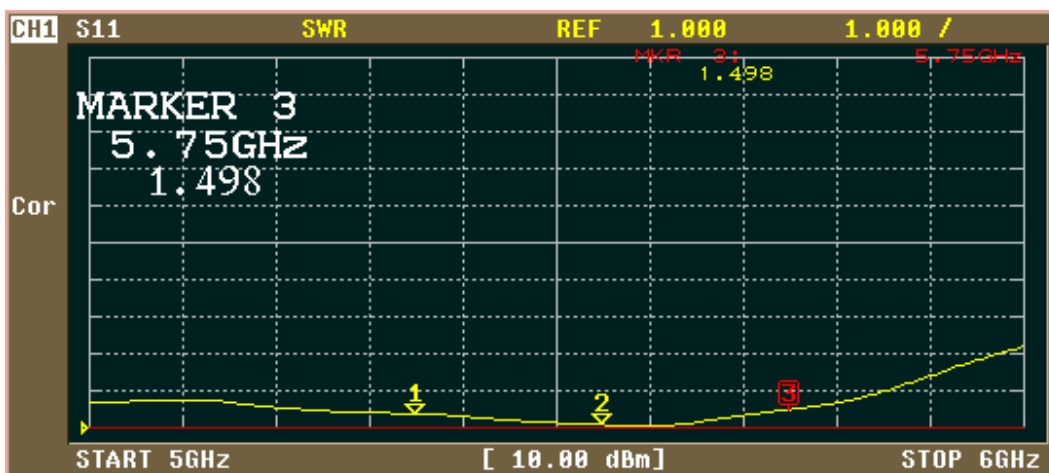 CH1 S11 SWR REF 1.000 1.000 /
MKR 3: 5.75GHz
1.498
MARKER 3
5.75GHz
1.498
Cor
1
2
3
START 5GHz [ 10.00 dBm] STOP 6GHz